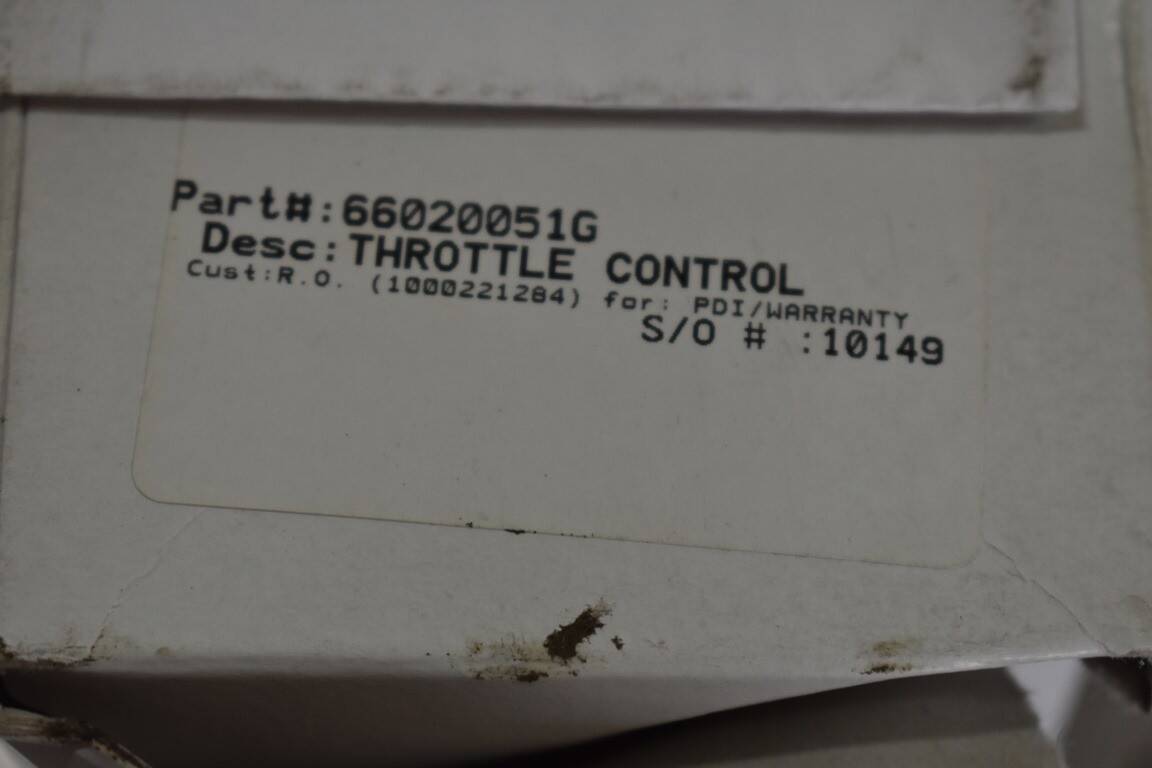 Part#:66020051G
Desc:THROTTLE CONTROL
Cust:R.O. (1000221284) for: PDI/WARRANTY
S/O # :10149